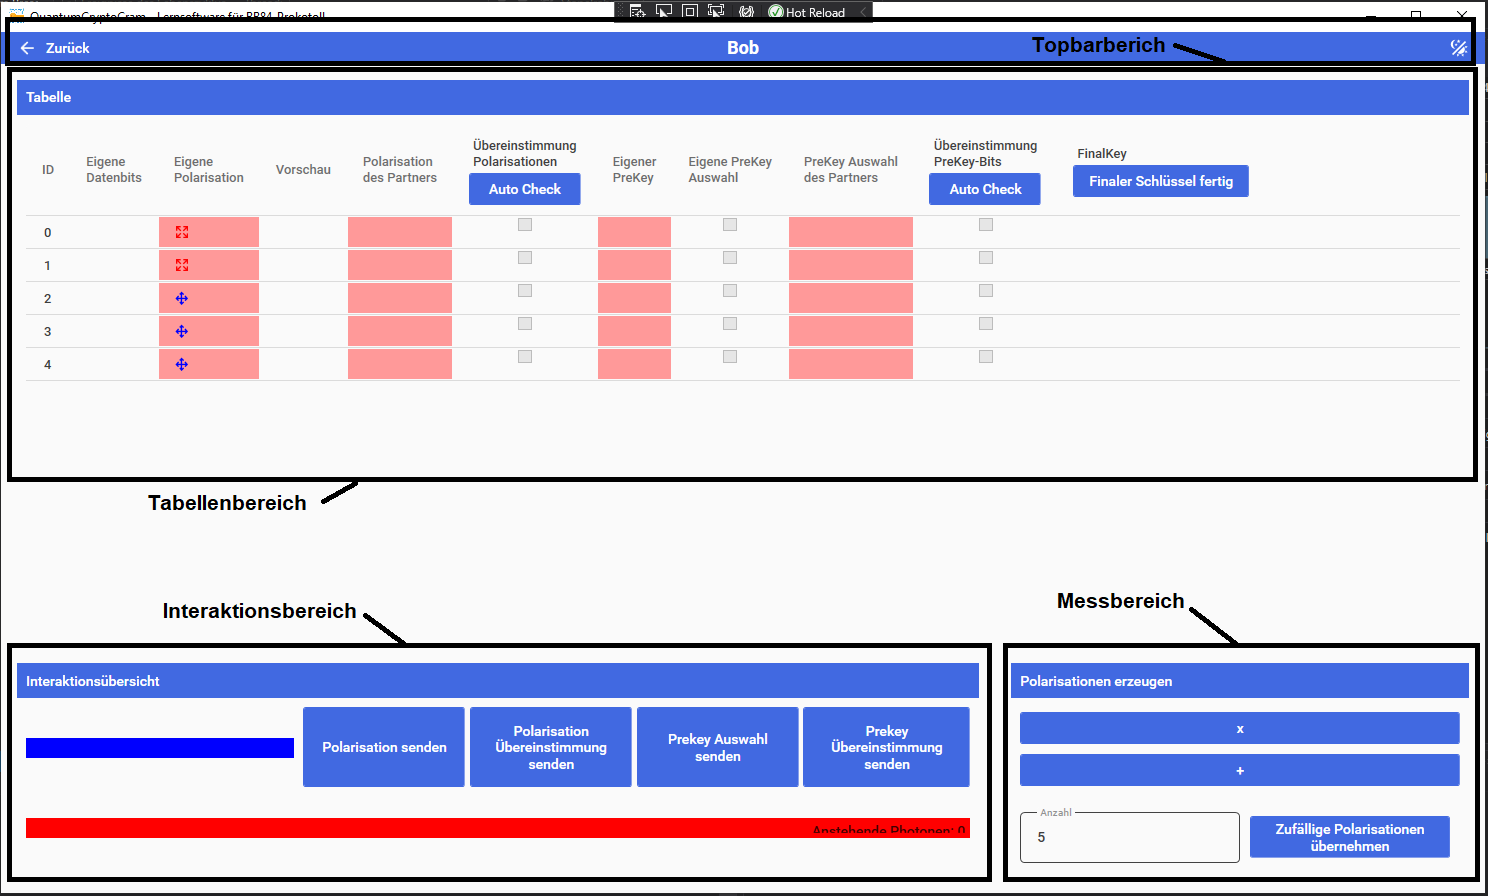 QuantumCryptoGram - Lernsoftware für BB84-Protokoll
Hot Reload
Zurück
Bob
Topbarberich
Tabelle
ID
Eigene
Datenbits
Eigene
Polarisation
Vorschau
Polarisation
des Partners
Übereinstimmung
Polarisationen
Auto Check
Eigener
PreKey
Eigene PreKey
Auswahl
PreKey Auswahl
des Partners
Übereinstimmung
PreKey-Bits
Auto Check
FinalKey
Finaler Schlüssel fertig
0
1
2
3
4
Tabellenbereich
Interaktionsbereich
Messbereich
Interaktionsübersicht
Polarisation senden
Polarisation
Übereinstimmung
senden
Prekey Auswahl
senden
Prekey
Übereinstimmung
senden
Anstehende Photonen: 0
Polarisationen erzeugen
x
+
Anzahl
5
Zufällige Polarisationen
übernehmen